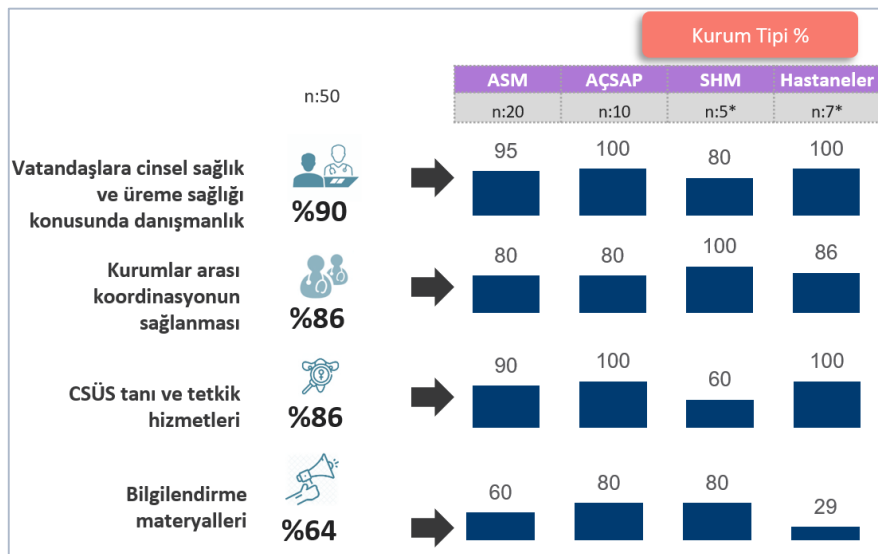 Kurum Tipi %
n:50
ASM AÇSAP SHM Hastaneler
n:20 n:10 n:5* n:7*
Vatandaşlara cinsel sağlık
ve üreme sağlığı
konusunda danışmanlık
%90
95 100 80 100
Kurumlar arası
koordinasyonun
sağlanması
%86
80 80 100 86
CSÜS tanı ve tetkik
hizmetleri
%86
90 100 60 100
Bilgilendirme
materyalleri
%64
60 80 80 29